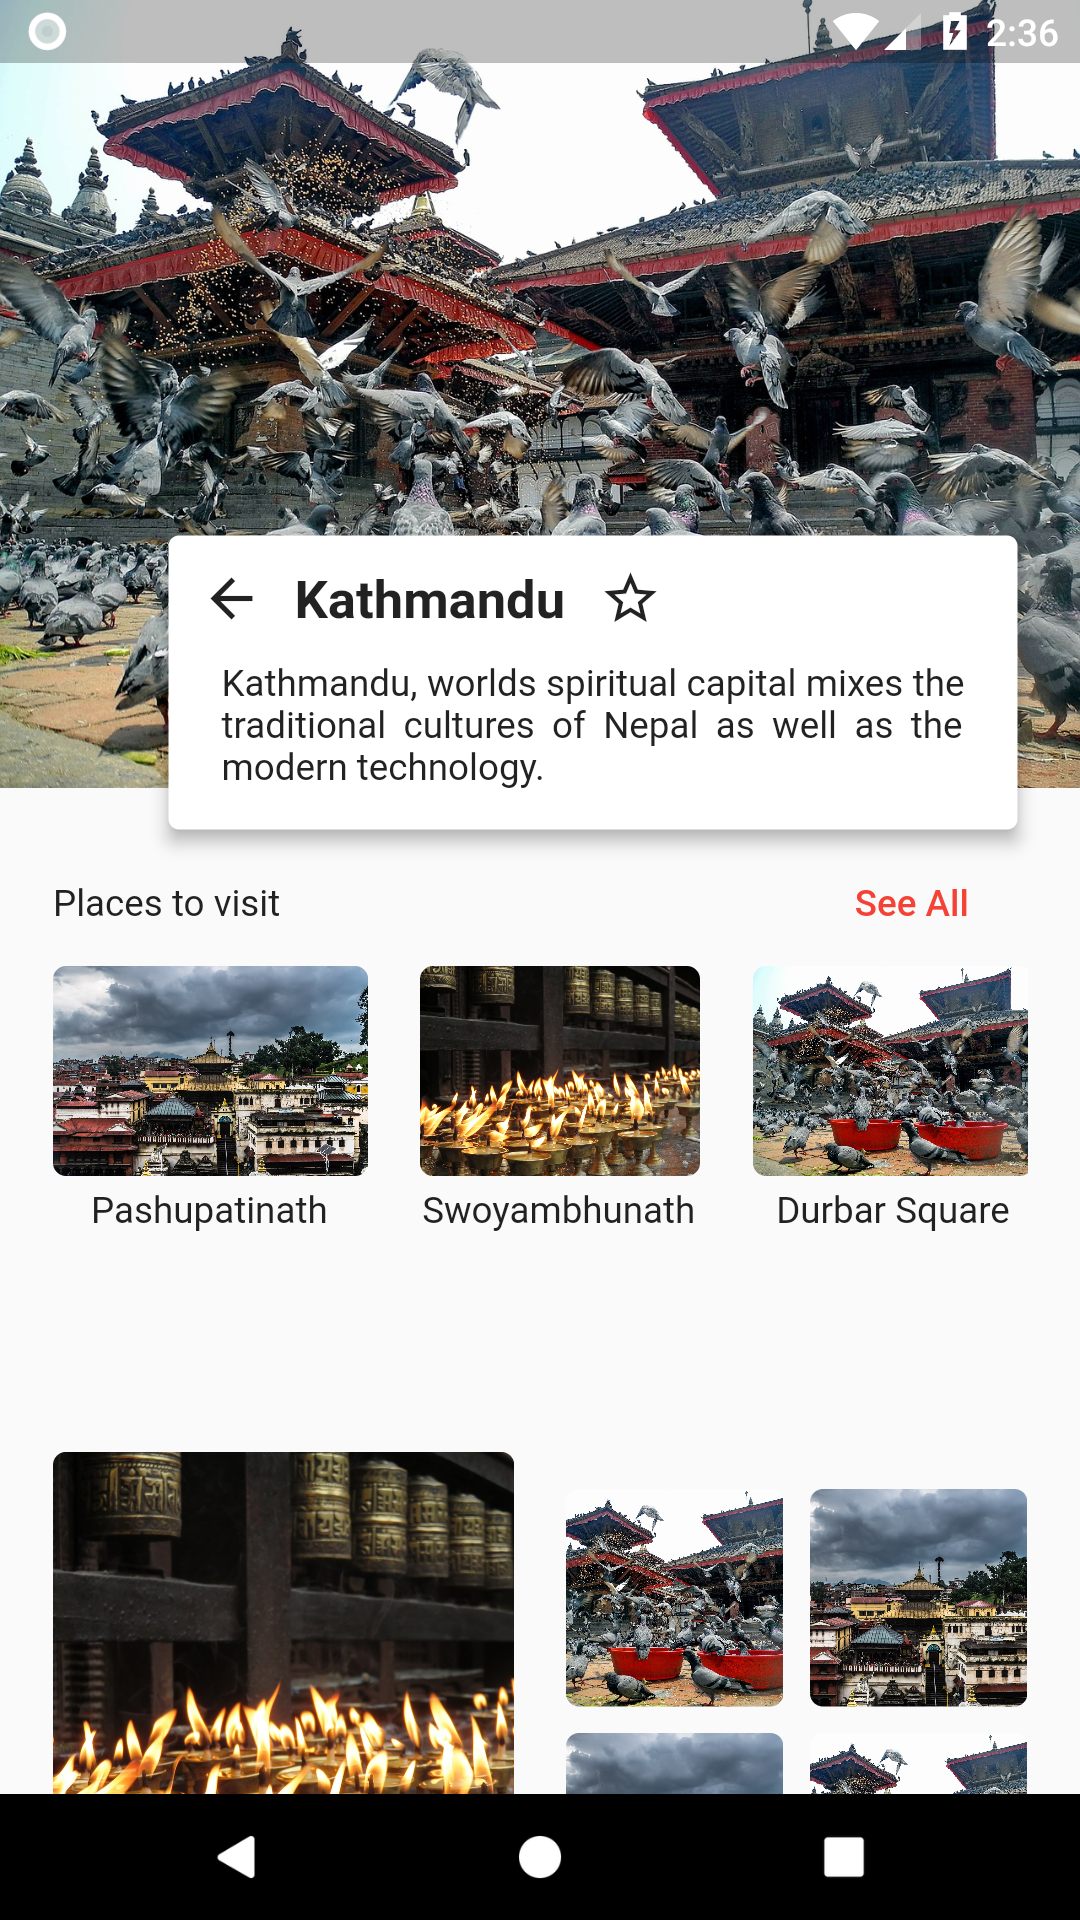 2:36
Kathmandu
Kathmandu, worlds spiritual capital mixes the
traditional cultures of Nepal as well as the
modern technology.
Places to visit
See All
Pashupatinath
Swoyambhunath
Durbar Square